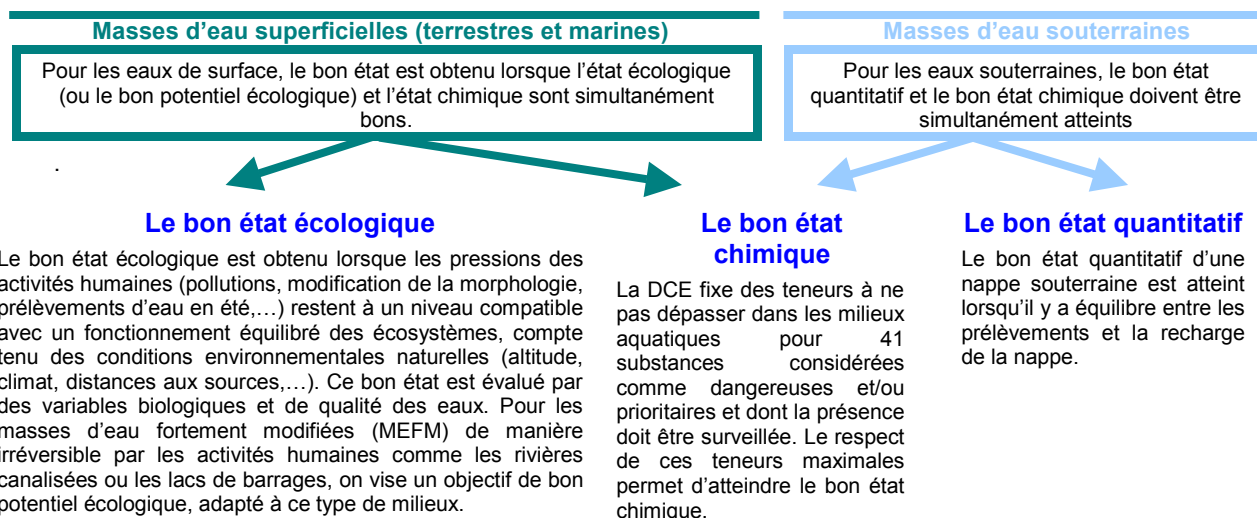 Masses d'eau superficielles (terrestres et marines)
Pour les eaux de surface, le bon état est obtenu lorsque l'état écologique
(ou le bon potentiel écologique) et l'état chimique sont simultanément
bons.
.
Masses d'eau souterraines
Pour les eaux souterraines, le bon état
quantitatif et le bon état chimique doivent être
simultanément atteints
Le bon état écologique
Le bon état écologique est obtenu lorsque les pressions des
activités humaines (pollutions, modification de la morphologie,
prélèvements d'eau en été,…) restent à un niveau compatible
avec un fonctionnement équilibré des écosystèmes, compte
tenu des conditions environnementales naturelles (altitude,
climat, distances aux sources,…). Ce bon état est évalué par
des variables biologiques et de qualité des eaux. Pour les
masses d'eau fortement modifiées (MEFM) de manière
irréversible par les activités humaines comme les rivières
canalisées ou les lacs de barrages, on vise un objectif de bon
potentiel écologique, adapté à ce type de milieux.
Le bon état
chimique
La DCE fixe des teneurs à ne
pas dépasser dans les milieux
aquatiques pour 41
substances considérées
comme dangereuses et/ou
prioritaires et dont la présence
doit être surveillée. Le respect
de ces teneurs maximales
permet d'atteindre le bon état
chimique.
Le bon état quantitatif
Le bon état quantitatif d'une
nappe souterraine est atteint
lorsqu'il y a équilibre entre les
prélèvements et la recharge
de la nappe.